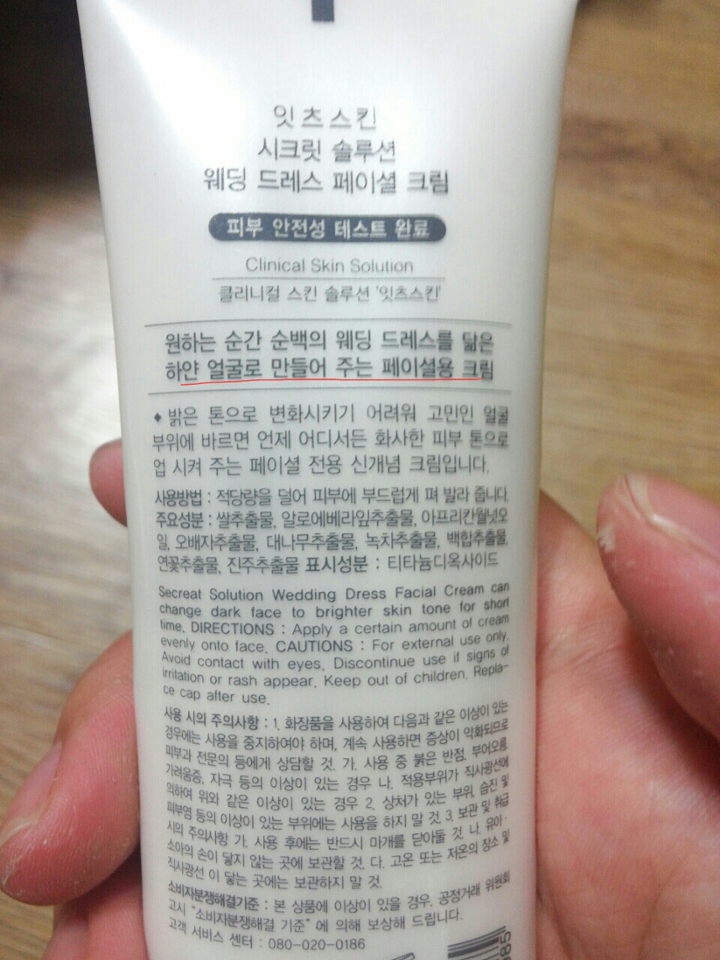 잇츠스킨
시크릿 솔루션
웨딩 드레스 페이셜 크림
피부 안전성 테스트 완료
Clinical Skin Solution
클리니컬 스킨 솔루션 '잇츠스킨'
원하는 순간 순백의 웨딩 드레스를 닮은
하얀 얼굴로 만들어 주는 페이셜용 크림
◆ 밝은 톤으로 변화시키기 어려워 고민인 얼굴
부위에 바르면 언제 어디서든 화사한 피부 톤으로
업 시켜 주는 페이셜 전용 신개념 크림입니다.
사용방법 : 적당량을 덜어 피부에 부드럽게 펴 발라 줍니다.
주요성분 : 쌀추출물, 알로에베라잎추출물, 아프리칸월넛오
일, 오배자추출물, 대나무추출물, 녹차추출물, 백합추출물,
연꽃추출물, 진주추출물 표시성분 : 티타늄디옥사이드
Secreat Solution Wedding Dress Facial Cream can
change dark face to brighter skin tone for short
time. DIRECTIONS : Apply a certain amount of cream
evenly onto face. CAUTIONS : For external use only.
Avoid contact with eyes. Discontinue use if signs of
irritation or rash appear. Keep out of children. Repla-
ce cap after use.
사용 시의 주의사항 : 1. 화장품을 사용하여 다음과 같은 이상이 있는
경우에는 사용을 중지하여야 하며, 계속 사용하면 증상이 악화되므로
피부과 전문의 등에게 상담할 것. 가. 사용 중 붉은 반점, 부어오름,
가려움증, 자극 등의 이상이 있는 경우 나. 적용부위가 직사광선에
의하여 위와 같은 이상이 있는 경우 2. 상처가 있는 부위, 습진 및
피부염 등의 이상이 있는 부위에는 사용을 하지 말 것. 3. 보관 및 취급
시의 주의사항 가. 사용 후에는 반드시 마개를 닫아둘 것. 나. 유아·
소아의 손이 닿지 않는 곳에 보관할 것. 다. 고온 또는 저온의 장소 및
직사광선 이 닿는 곳에는 보관하지 말 것.
소비자분쟁해결기준 : 본 상품에 이상이 있을 경우, 공정거래 위원회
고시 "소비자분쟁해결 기준" 에 의해 보상해 드립니다.
고객 서비스 센터 : 080-020-0186